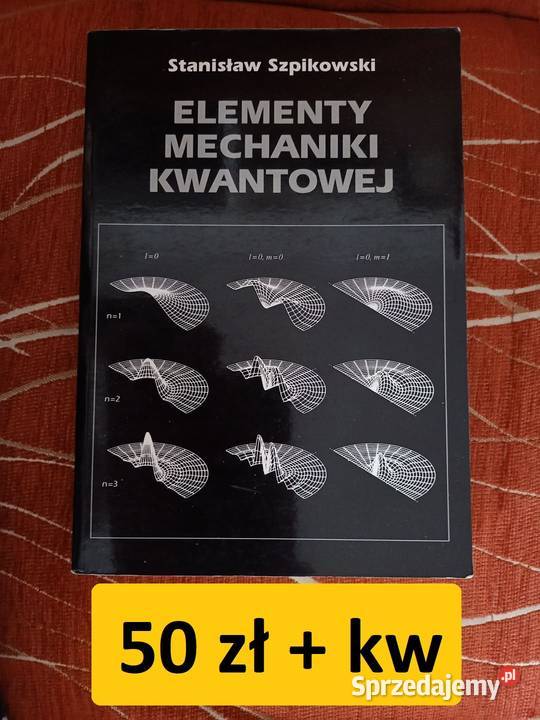 Stanisław Szpikowski
ELEMENTY
MECHANIKI
KWANTOWEJ
l=0 l=0, m=0 l=0, m=1
n=1
n=2
n=3
50 zł + kw
Sprzedajemy.pl